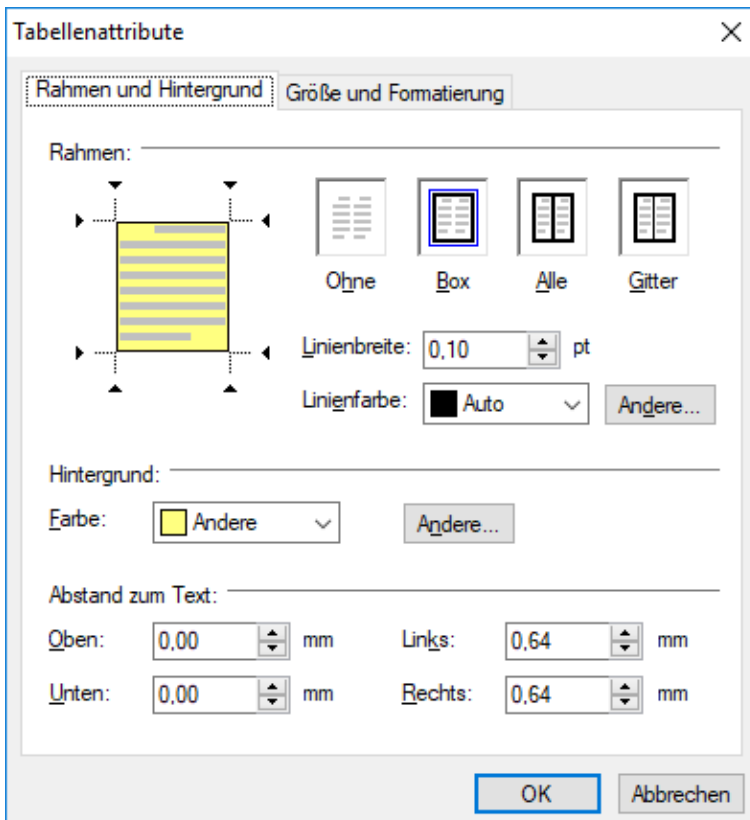 Tabellenattribute
Rahmen und Hintergrund Größe und Formatierung
Rahmen:
Ohne Box Alle Gitter
Linienbreite: 0,10 pt
Linienfarbe: Auto Andere...
Hintergrund:
Farbe: Andere Andere...
Abstand zum Text:
Oben: 0,00 mm Links: 0,64 mm
Unten: 0,00 mm Rechts: 0,64 mm
OK Abbrechen